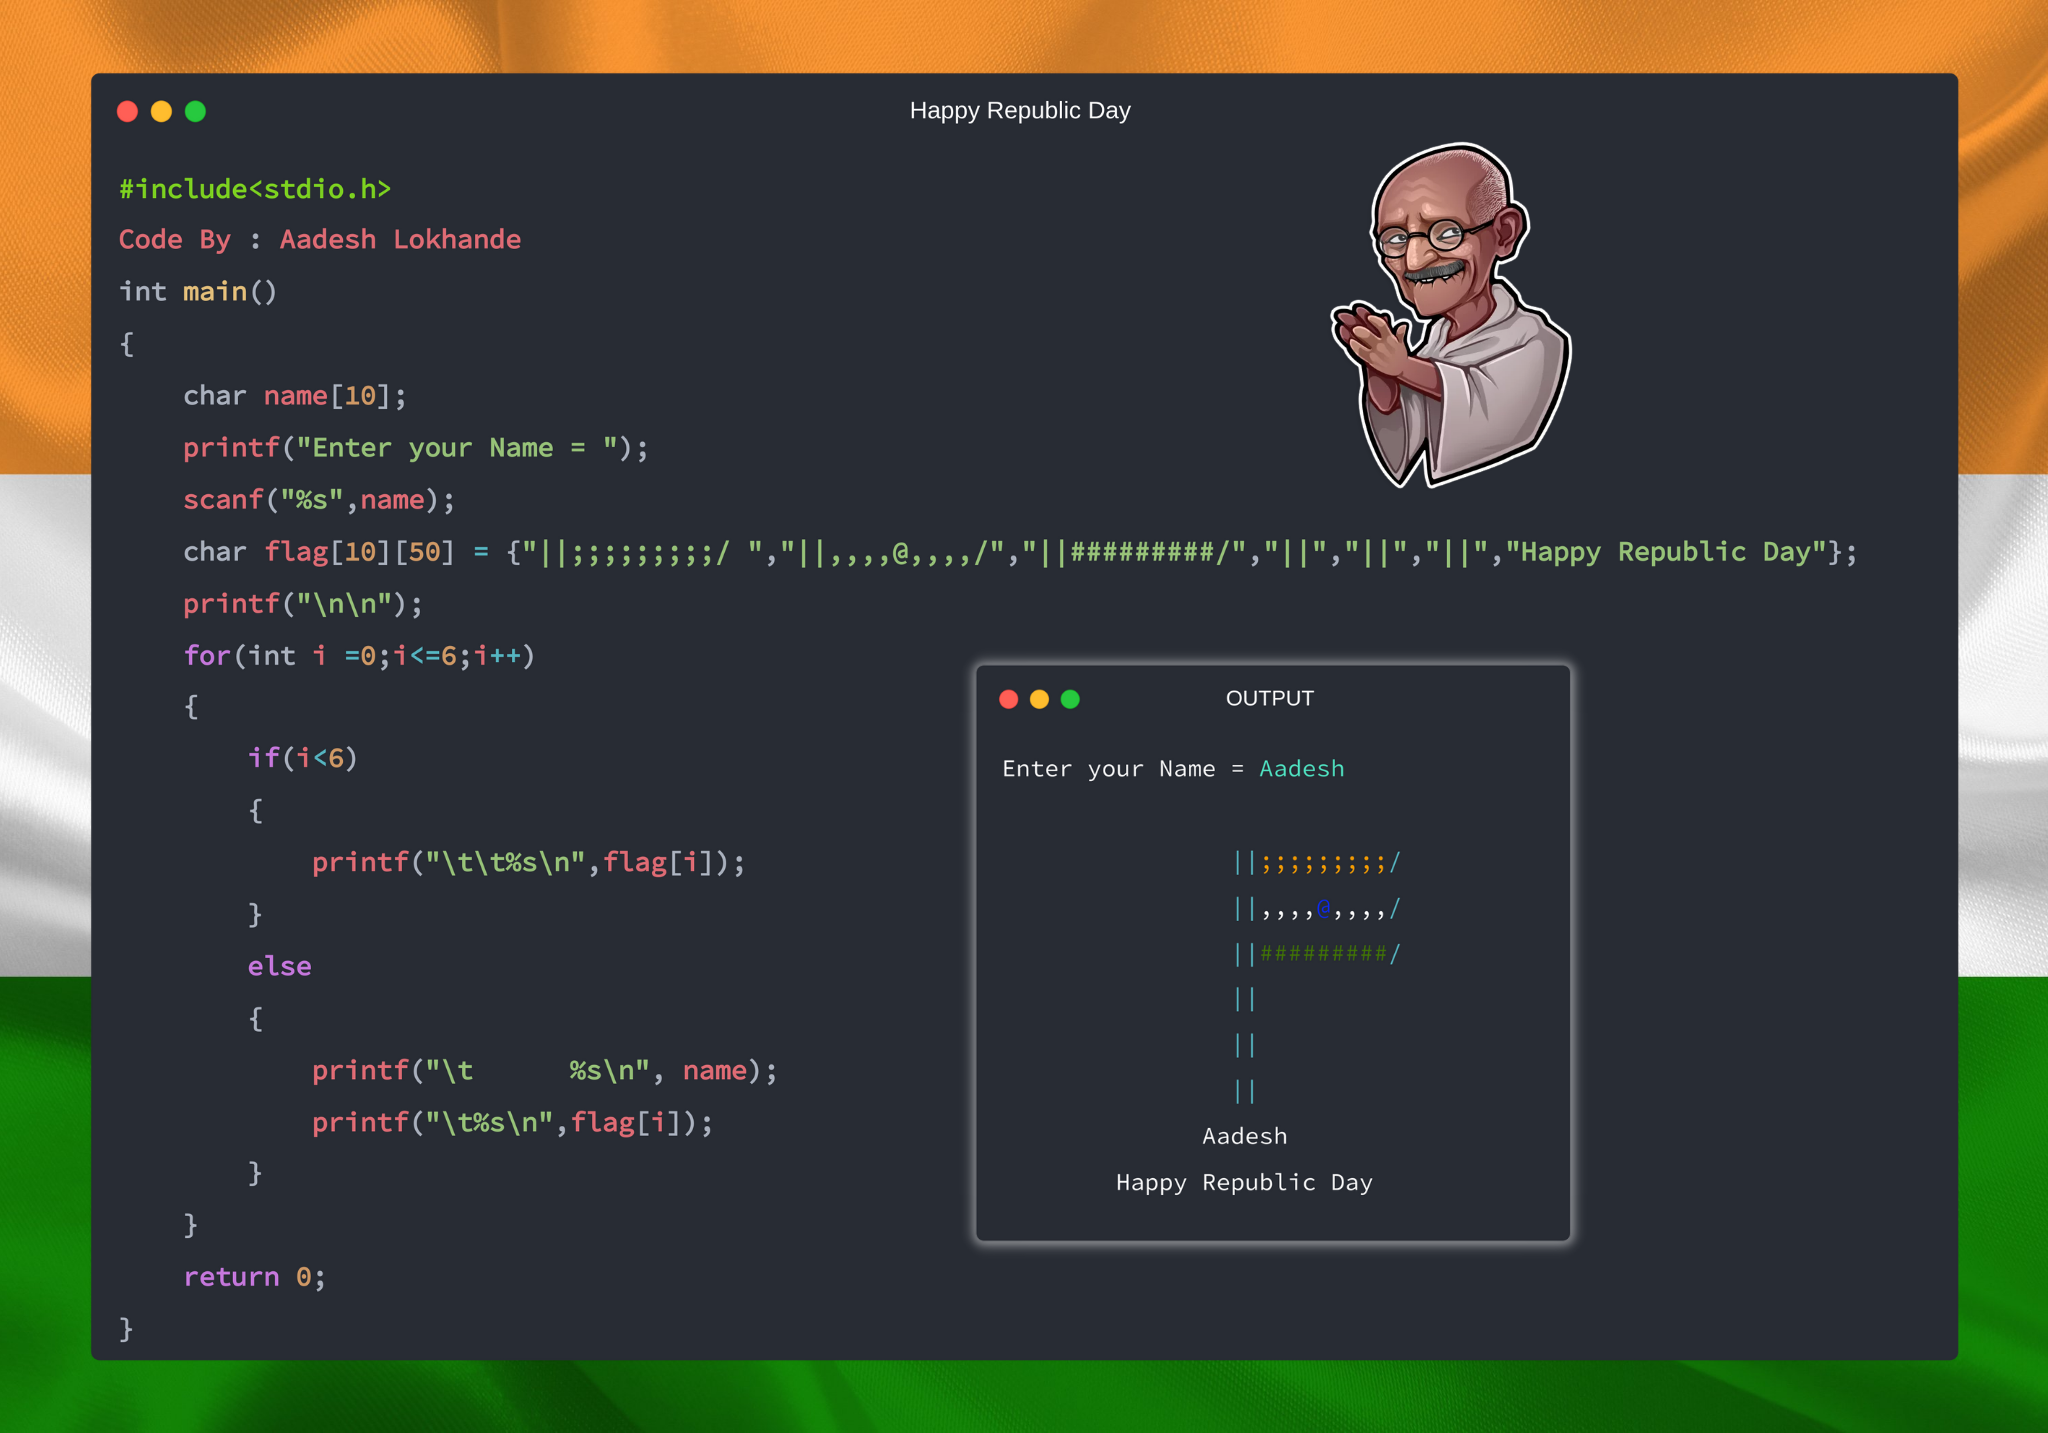 Happy Republic Day
#include<stdio.h>
Code By : Aadesh Lokhande
int main()
{
    char name[10];
    printf("Enter your Name = ");
    scanf("%s",name);
    char flag[10][50] = {"||;;;;;;;;;/ ","||,,,,@,,,,/","||#########/","||","||","||","Happy Republic Day"};
    printf("\n\n");
    for(int i =0;i<=6;i++)
    {
        if(i<6)
        {
            printf("\t\t%s\n",flag[i]);
        }
        else
        {
            printf("\t      %s\n", name);
            printf("\t%s\n",flag[i]);
        }
    }
    return 0;
}
OUTPUT
Enter your Name = Aadesh
||;;;;;;;;;/
||,,,,@,,,,/
||#########/
||
||
||
Aadesh
Happy Republic Day